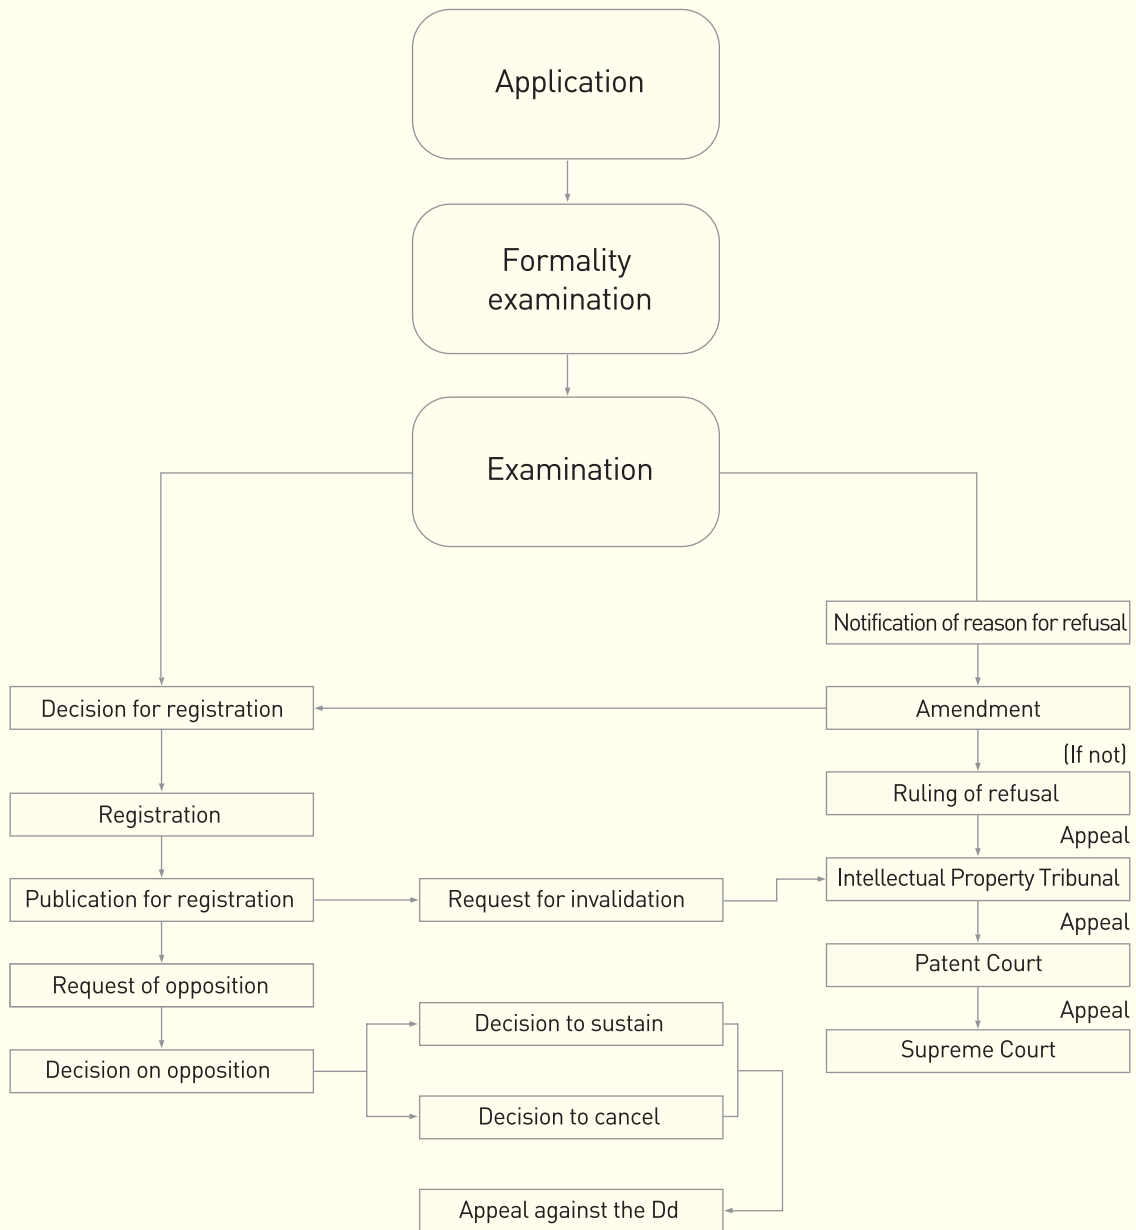 Application
Formality
examination
Examination
Notification of reason for refusal
Decision for registration
Amendment
(If not)
Ruling of refusal
Registration
Appeal
Intellectual Property Tribunal
Publication for registration
Request for invalidation
Appeal
Patent Court
Request of opposition
Appeal
Decision to sustain
Supreme Court
Decision on opposition
Decision to cancel
Appeal against the Dd